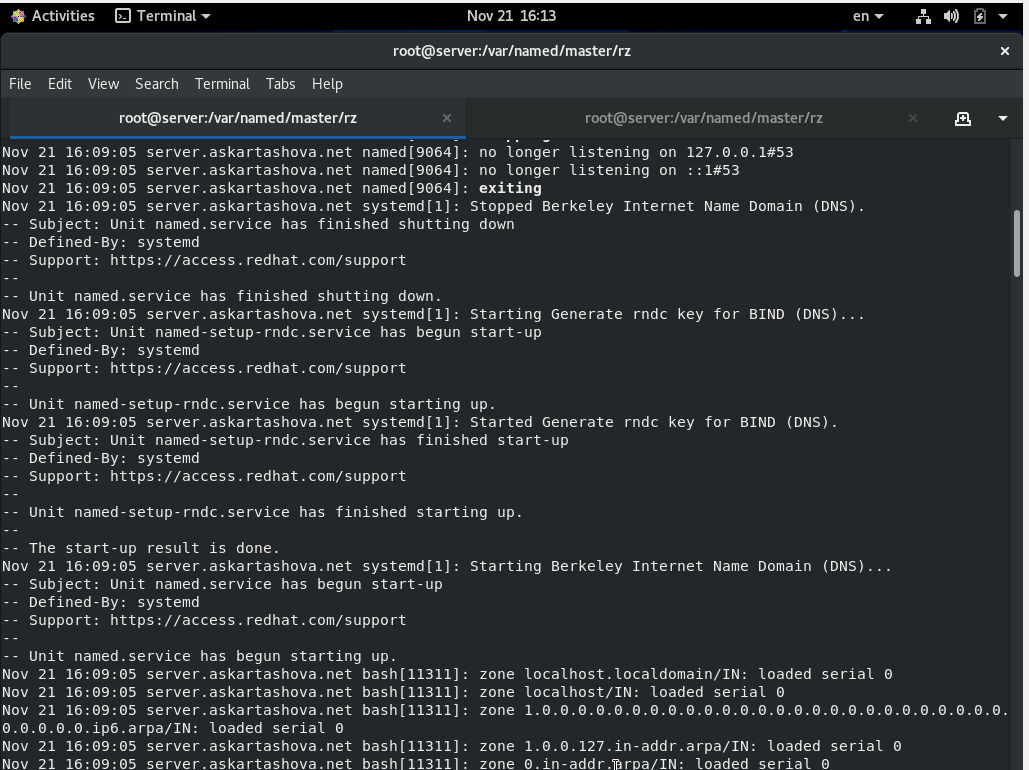 Activities Terminal Nov 21 16:13 en
root@server:/var/named/master/rz
File Edit View Search Terminal Tabs Help
root@server:/var/named/master/rz root@server:/var/named/master/rz
Nov 21 16:09:05 server.askartashova.net named[9064]: no longer listening on 127.0.0.1#53
Nov 21 16:09:05 server.askartashova.net named[9064]: no longer listening on ::1#53
Nov 21 16:09:05 server.askartashova.net named[9064]: exiting
Nov 21 16:09:05 server.askartashova.net systemd[1]: Stopped Berkeley Internet Name Domain (DNS).
-- Subject: Unit named.service has finished shutting down
-- Defined-By: systemd
-- Support: https://access.redhat.com/support
--
-- Unit named.service has finished shutting down.
Nov 21 16:09:05 server.askartashova.net systemd[1]: Starting Generate rndc key for BIND (DNS)...
-- Subject: Unit named-setup-rndc.service has begun start-up
-- Defined-By: systemd
-- Support: https://access.redhat.com/support
--
-- Unit named-setup-rndc.service has begun starting up.
Nov 21 16:09:05 server.askartashova.net systemd[1]: Started Generate rndc key for BIND (DNS).
-- Subject: Unit named-setup-rndc.service has finished start-up
-- Defined-By: systemd
-- Support: https://access.redhat.com/support
--
-- Unit named-setup-rndc.service has finished starting up.
--
-- The start-up result is done.
Nov 21 16:09:05 server.askartashova.net systemd[1]: Starting Berkeley Internet Name Domain (DNS)...
-- Subject: Unit named.service has begun start-up
-- Defined-By: systemd
-- Support: https://access.redhat.com/support
--
-- Unit named.service has begun starting up.
Nov 21 16:09:05 server.askartashova.net bash[11311]: zone localhost.localdomain/IN: loaded serial 0
Nov 21 16:09:05 server.askartashova.net bash[11311]: zone localhost/IN: loaded serial 0
Nov 21 16:09:05 server.askartashova.net bash[11311]: zone 1.0.0.0.0.0.0.0.0.0.0.0.0.0.0.0.0.0.0.0.0.0.0.0.0.0.0.
0.0.0.0.0.ip6.arpa/IN: loaded serial 0
Nov 21 16:09:05 server.askartashova.net bash[11311]: zone 1.0.0.127.in-addr.arpa/IN: loaded serial 0
Nov 21 16:09:05 server.askartashova.net bash[11311]: zone 0.in-addr.arpa/IN: loaded serial 0